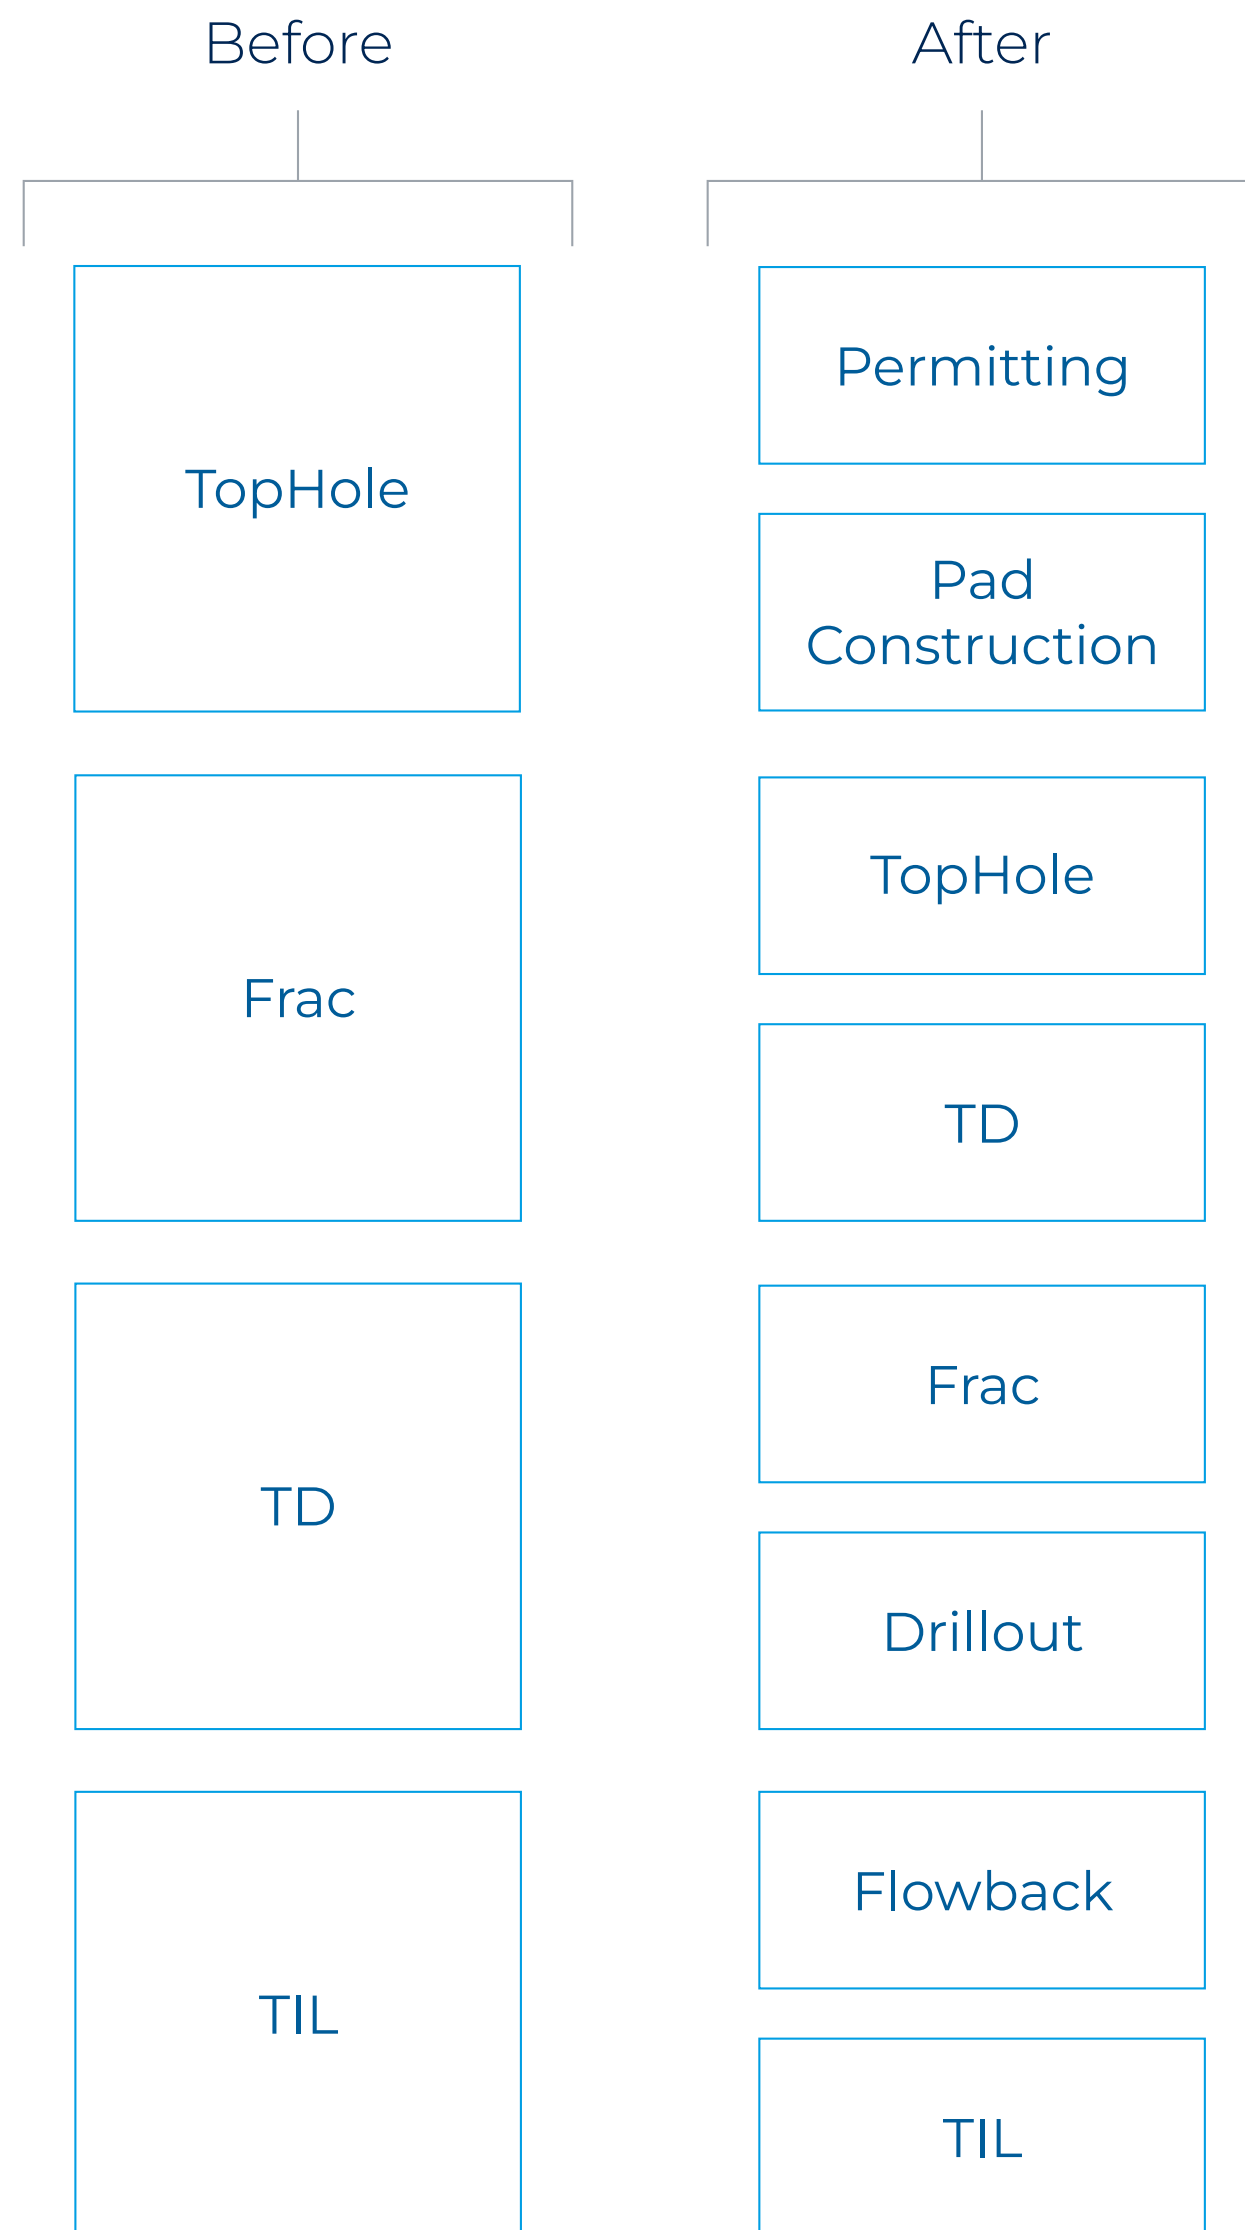 Before
After
TopHole
Frac
TD
TIL
Permitting
Pad
Construction
TopHole
TD
Frac
Drillout
Flowback
TIL